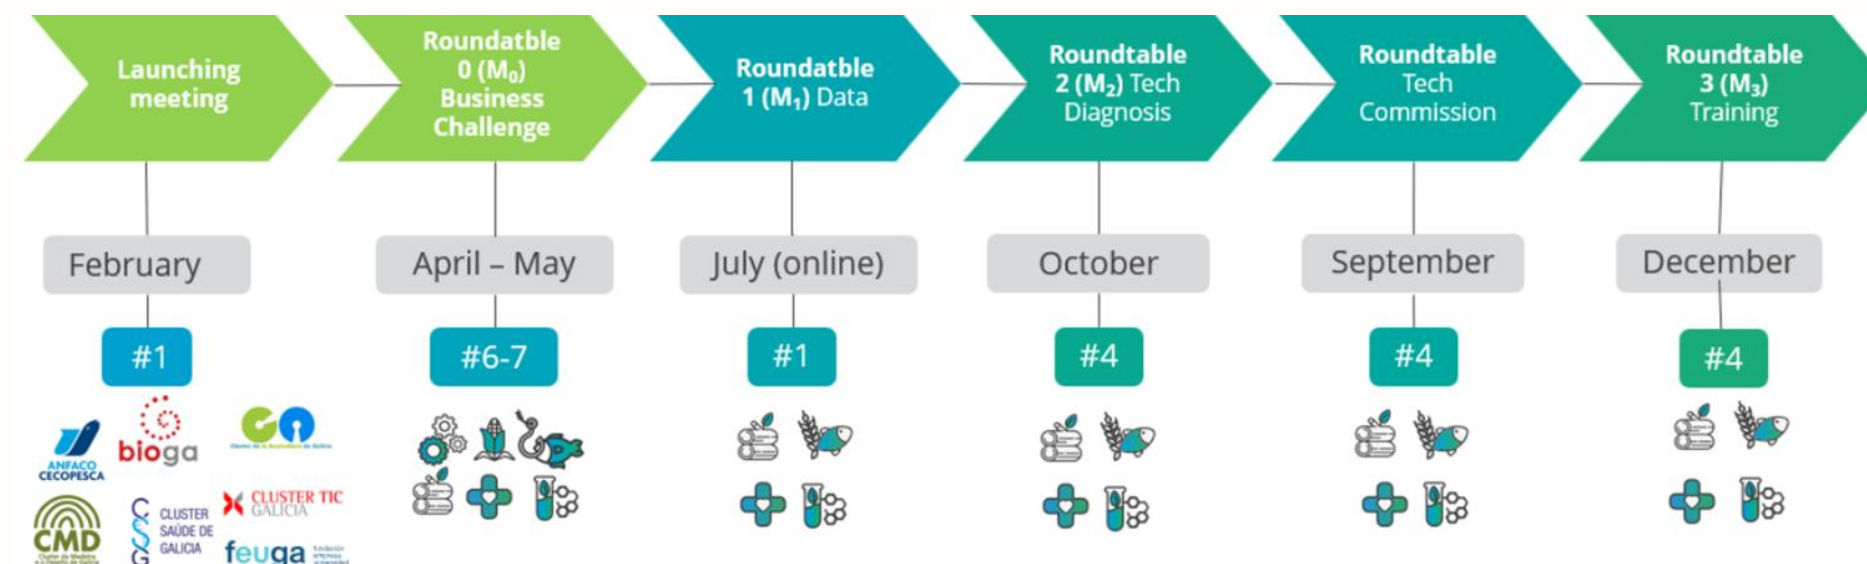 Launching
meeting
Roundatble
0 (M₀)
Business
Challenge
Roundatble
1 (M₁) Data
Roundtable
2 (M₂) Tech
Diagnosis
Roundtable
Tech
Commission
Roundtable
3 (M₃)
Training
February
April – May
July (online)
October
September
December
#1
#6-7
#1
#4
#4
#4
ANFACO
CECOPESCA
bioga
CMD
CSG
CLUSTER
SAÚDE DE
GALICIA
CLUSTER TIC
GALICIA
feuga